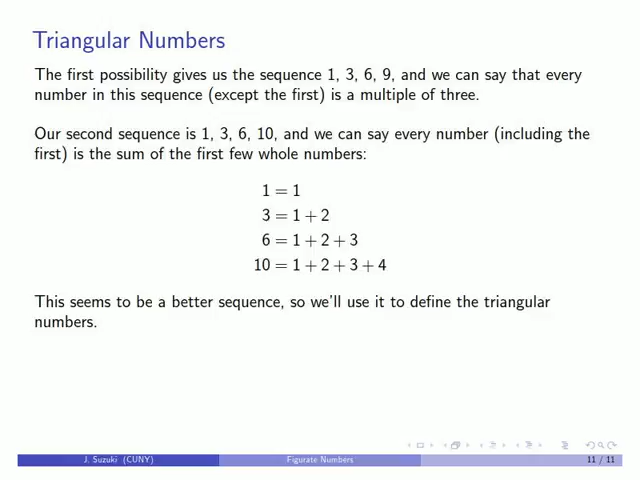 Triangular Numbers
The first possibility gives us the sequence 1, 3, 6, 9, and we can say that every
number in this sequence (except the first) is a multiple of three.
Our second sequence is 1, 3, 6, 10, and we can say every number (including the
first) is the sum of the first few whole numbers:
1 = 1
3 = 1 + 2
6 = 1 + 2 + 3
10 = 1 + 2 + 3 + 4
This seems to be a better sequence, so we'll use it to define the triangular
numbers.
J. Suzuki (CUNY) Figurate Numbers 11 / 11